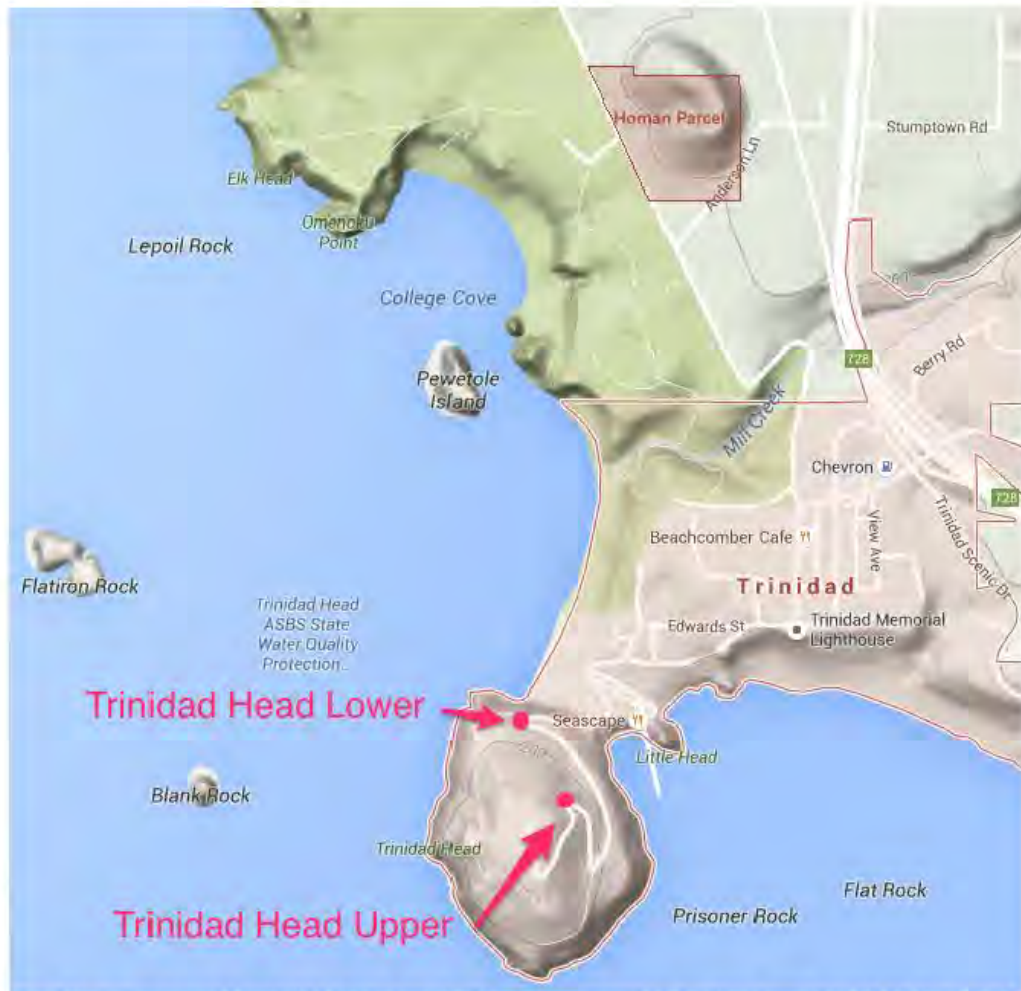 Homan Parcel
Stumptown Rd
Anderson Ln
Elk Head
Omenoku
Point
Lepoil Rock
College Cove
728
Berry Rd
Pewetole
Island
Mill Creek
Chevron
728
View Ave
Trinidad Scenic Dr
Beachcomber Cafe
Flatiron Rock
Trinidad
Trinidad Head
ASBS State
Water Quality
Protection...
Edwards St
Trinidad Memorial
Lighthouse
Trinidad Head Lower
Seascape
Little Head
Blank Rock
Trinidad Head
Flat Rock
Prisoner Rock
Trinidad Head Upper